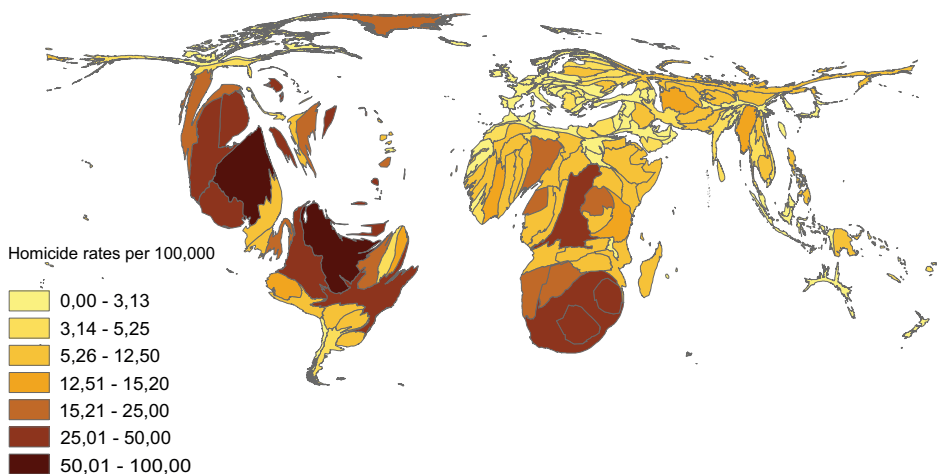 Homicide rates per 100,000
0,00 - 3,13
3,14 - 5,25
5,26 - 12,50
12,51 - 15,20
15,21 - 25,00
25,01 - 50,00
50,01 - 100,00